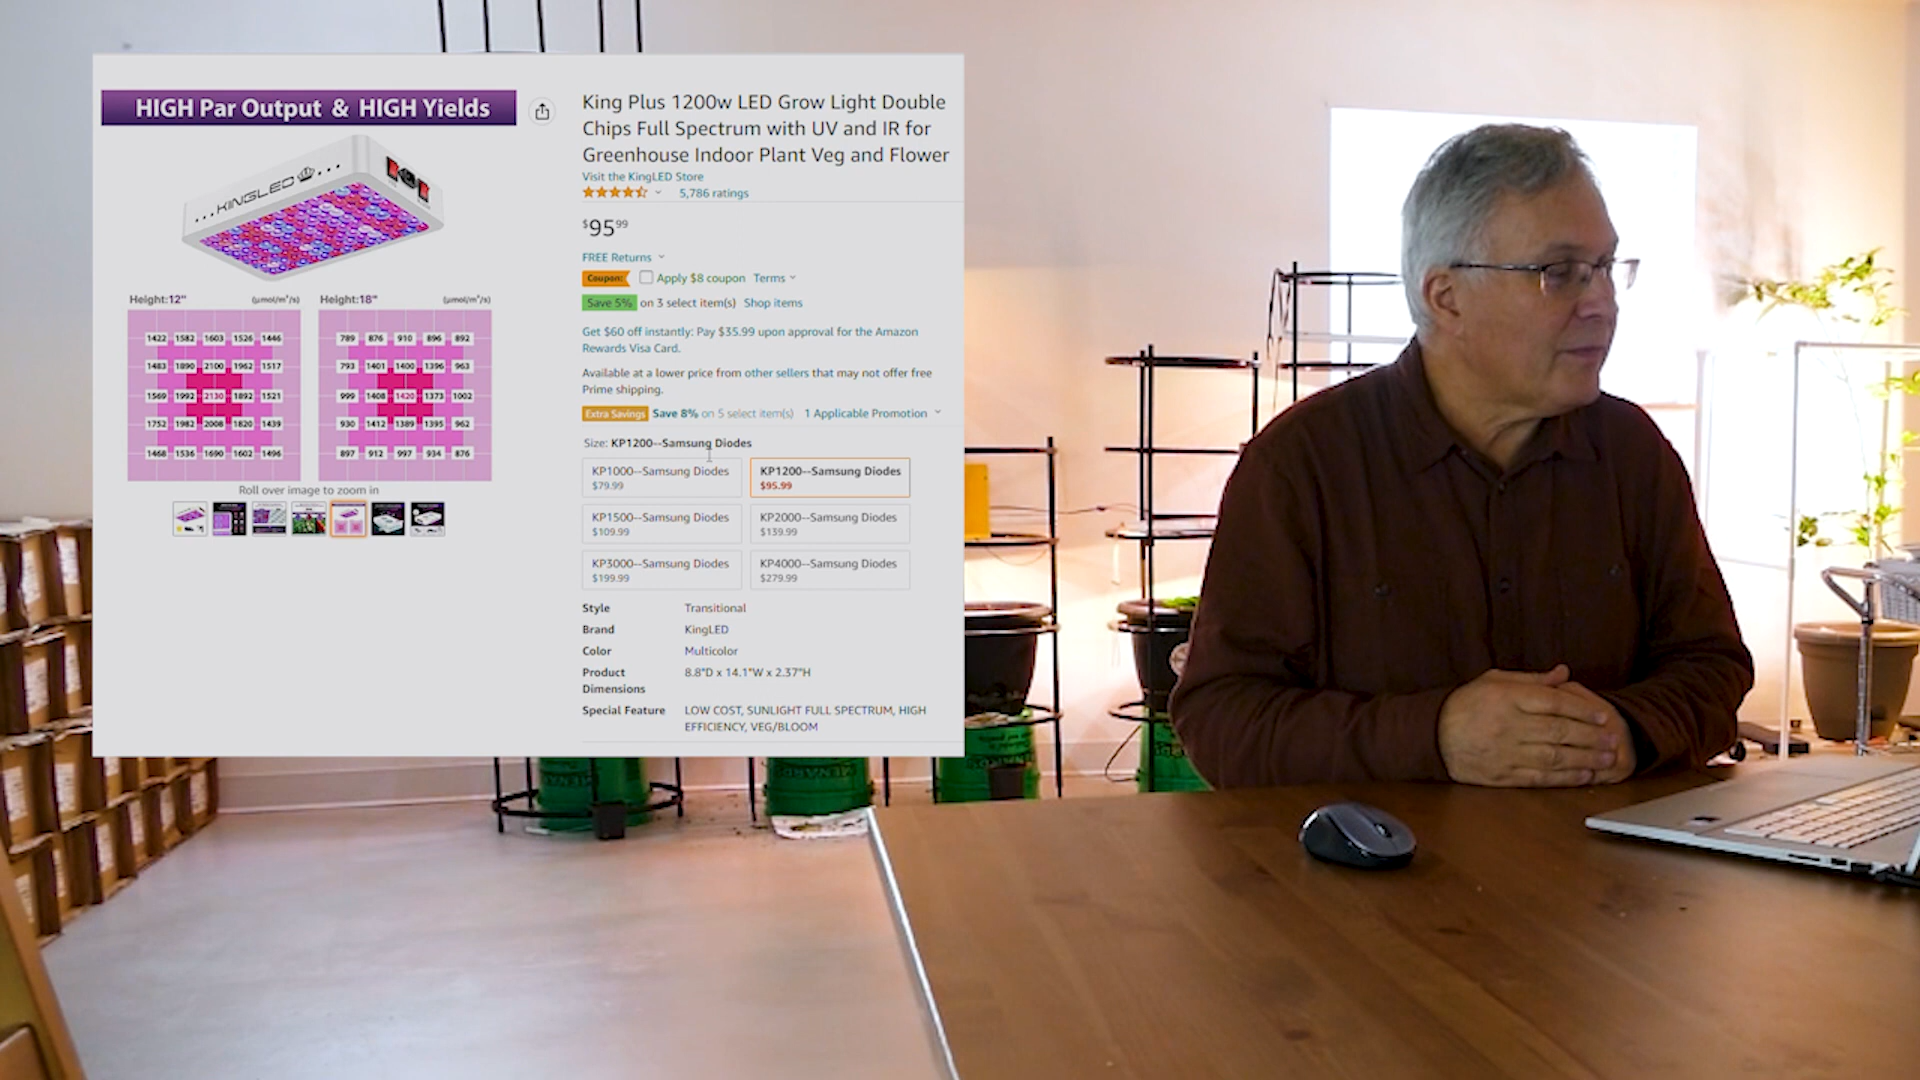 HIGH Par Output & HIGH Yields
...KINGLED...
Height:12" (μmol/m²/s)
1422 1582 1603 1526 1446
1483 1890 2100 1962 1517
1569 1992 2130 1892 1521
1752 1982 2008 1820 1439
1468 1536 1690 1602 1496
Height:18" (μmol/m²/s)
789 876 910 896 892
793 1401 1400 1396 963
999 1408 1420 1373 1002
930 1412 1389 1395 962
897 912 997 934 876
Roll over image to zoom in
King Plus 1200w LED Grow Light Double
Chips Full Spectrum with UV and IR for
Greenhouse Indoor Plant Veg and Flower
Visit the KingLED Store
5,786 ratings
$95.99
FREE Returns
Coupon: Apply $8 coupon Terms
Save 5% on 3 select item(s) Shop items
Get $60 off instantly: Pay $35.99 upon approval for the Amazon
Rewards Visa Card.
Available at a lower price from other sellers that may not offer free
Prime shipping.
Extra Savings Save 8% on 5 select item(s) 1 Applicable Promotion
Size: KP1200--Samsung Diodes
KP1000--Samsung Diodes
$79.99
KP1200--Samsung Diodes
$95.99
KP1500--Samsung Diodes
$109.99
KP2000--Samsung Diodes
$139.99
KP3000--Samsung Diodes
$199.99
KP4000--Samsung Diodes
$279.99
Style Transitional
Brand KingLED
Color Multicolor
Product Dimensions 8.8"D x 14.1"W x 2.37"H
Special Feature LOW COST, SUNLIGHT FULL SPECTRUM, HIGH
EFFICIENCY, VEG/BLOOM
MENARDS